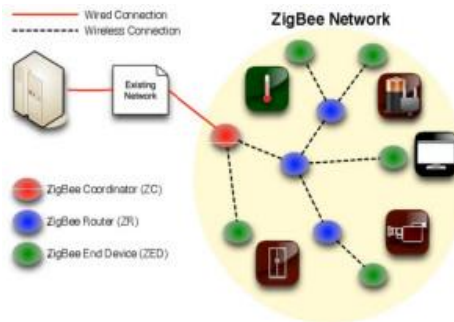 Wired Connection
Wireless Connection
ZigBee Network
Existing
Network
ZigBee Coordinator (ZC)
ZigBee Router (ZR)
ZigBee End Device (ZED)